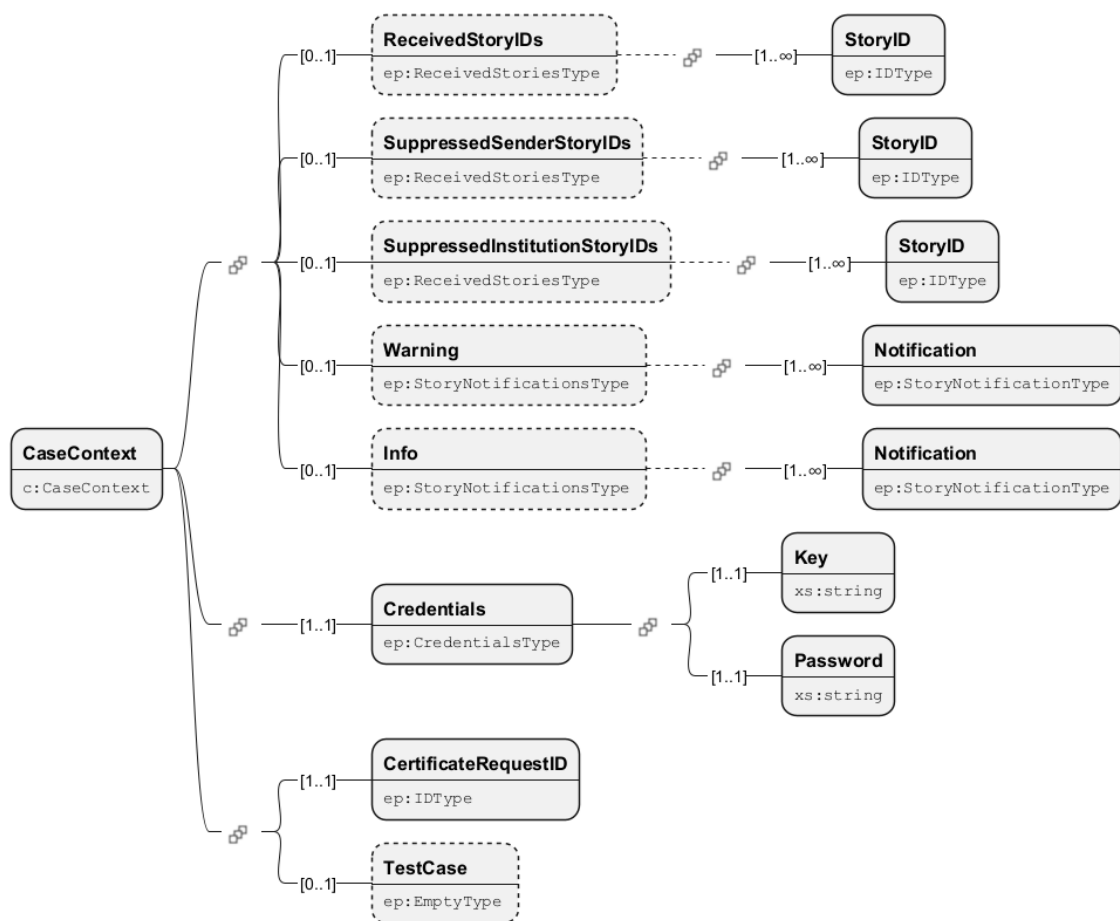 [0..1]
ReceivedStoryIDs
ep:ReceivedStoriesType
[1..∞]
StoryID
ep:IDType
[0..1]
SuppressedSenderStoryIDs
ep:ReceivedStoriesType
[1..∞]
StoryID
ep:IDType
[0..1]
SuppressedInstitutionStoryIDs
ep:ReceivedStoriesType
[1..∞]
StoryID
ep:IDType
[0..1]
Warning
ep:StoryNotificationsType
[1..∞]
Notification
ep:StoryNotificationType
CaseContext
c:CaseContext
[0..1]
Info
ep:StoryNotificationsType
[1..∞]
Notification
ep:StoryNotificationType
[1..1]
Credentials
ep:CredentialsType
[1..1]
Key
xs:string
[1..1]
Password
xs:string
[1..1]
CertificateRequestID
ep:IDType
[0..1]
TestCase
ep:EmptyType